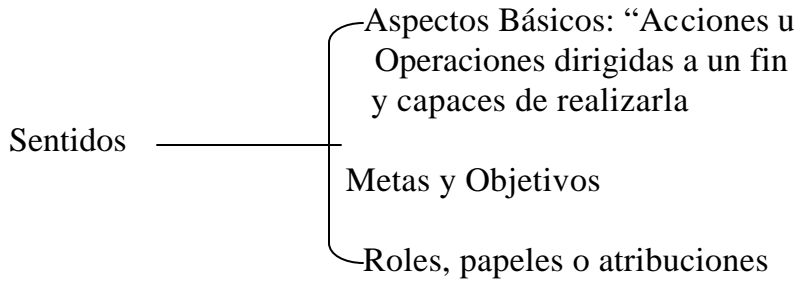 Aspectos Básicos: “Acciones u
Operaciones dirigidas a un fin
y capaces de realizarla
Sentidos
Metas y Objetivos
Roles, papeles o atribuciones